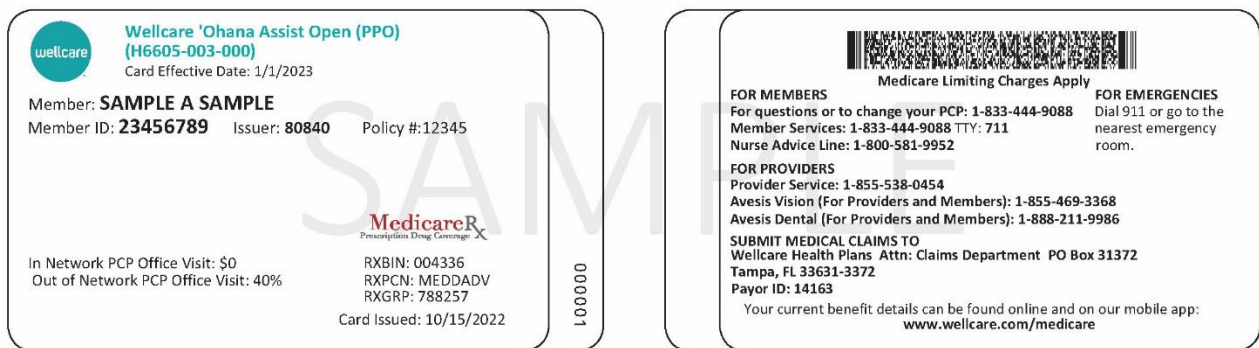 wellcare
Wellcare 'Ohana Assist Open (PPO)
(H6605-003-000)
Card Effective Date: 1/1/2023
Member: SAMPLE A SAMPLE
Member ID: 23456789 Issuer: 80840 Policy #:12345
MedicareRx
Prescription Drug Coverage
In Network PCP Office Visit: $0
Out of Network PCP Office Visit: 40%
RXBIN: 004336
RXPCN: MEDDADV
RXGRP: 788257
Card Issued: 10/15/2022
000001
SAMPLE
Medicare Limiting Charges Apply
FOR MEMBERS
For questions or to change your PCP: 1-833-444-9088
Member Services: 1-833-444-9088 TTY: 711
Nurse Advice Line: 1-800-581-9952
FOR EMERGENCIES
Dial 911 or go to the
nearest emergency
room.
FOR PROVIDERS
Provider Service: 1-855-538-0454
Avesis Vision (For Providers and Members): 1-855-469-3368
Avesis Dental (For Providers and Members): 1-888-211-9986
SUBMIT MEDICAL CLAIMS TO
Wellcare Health Plans Attn: Claims Department PO Box 31372
Tampa, FL 33631-3372
Payor ID: 14163
Your current benefit details can be found online and on our mobile app:
www.wellcare.com/medicare